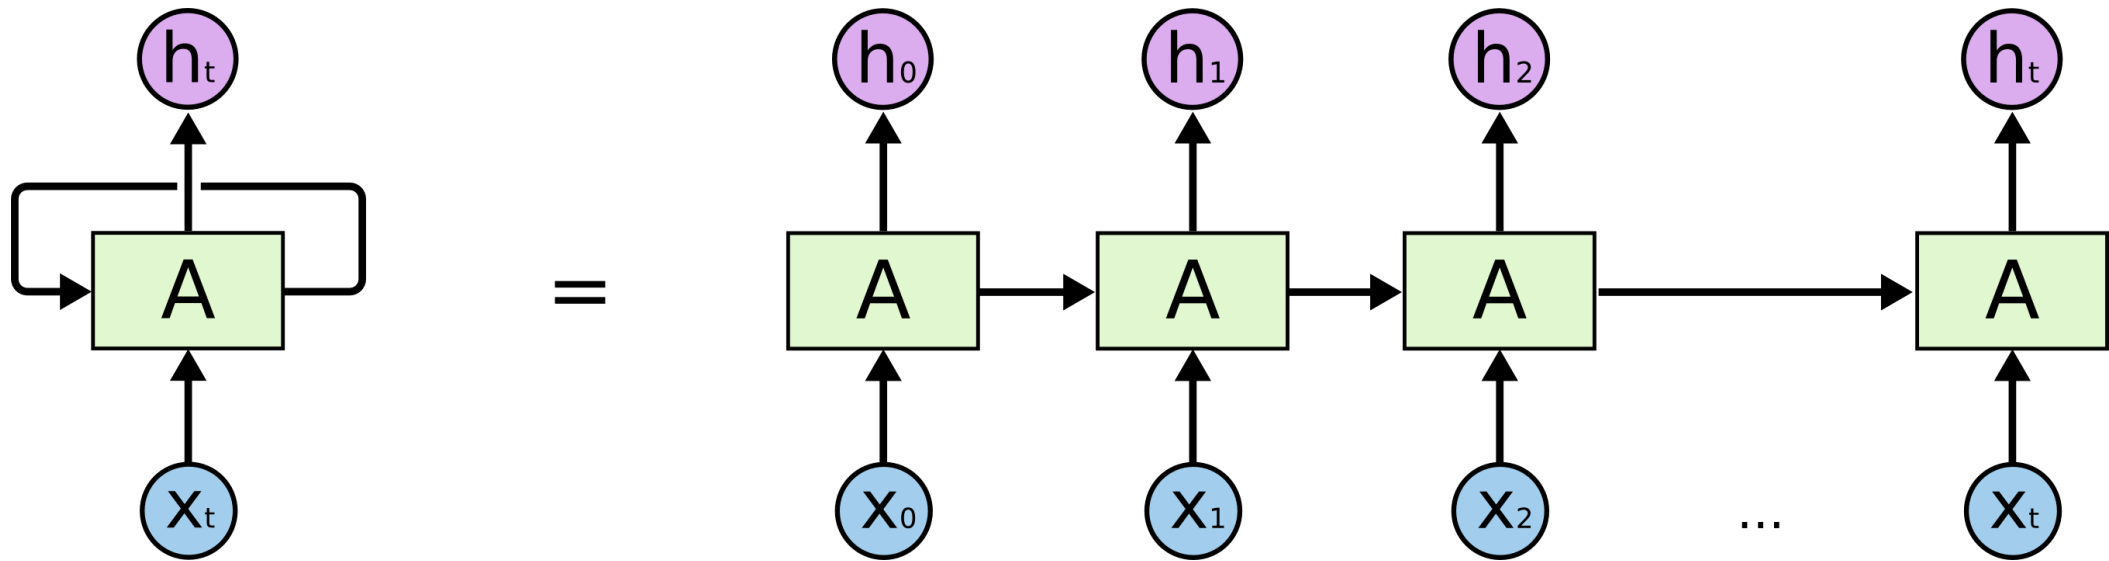 hₜ h₀ h₁ h₂ hₜ
A = A A A A
xₜ x₀ x₁ x₂ ... xₜ